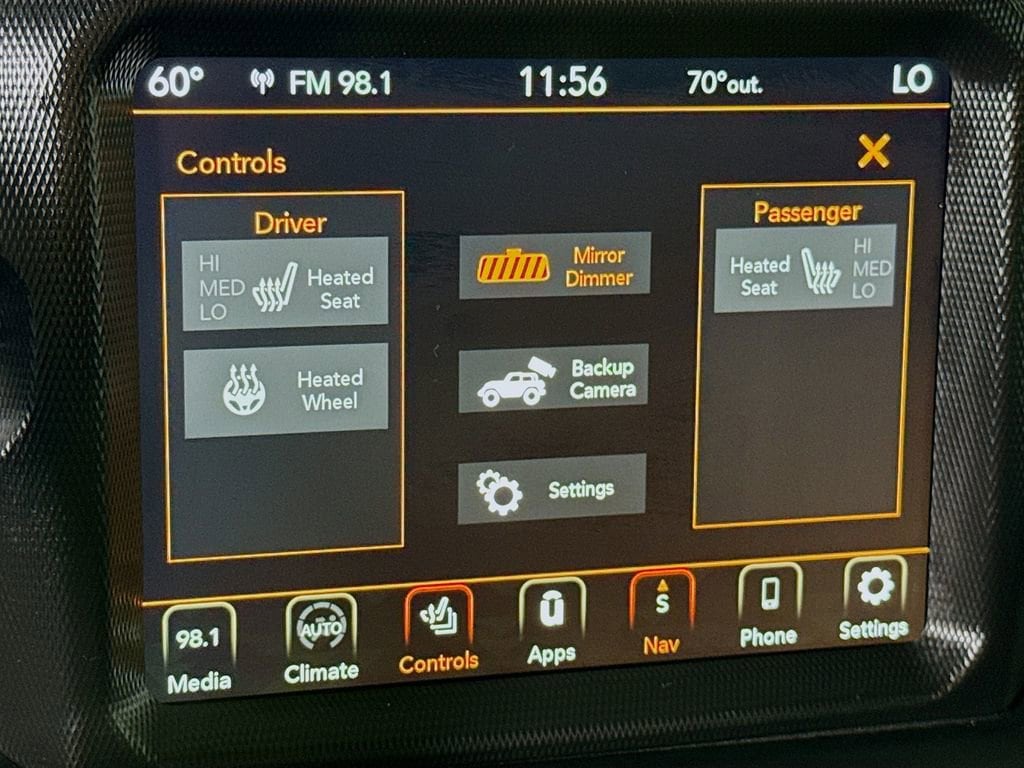 60° FM 98.1 11:56 70°out. LO
Controls
Driver
HI
MED
LO
Heated
Seat
Heated
Wheel
Mirror
Dimmer
Backup
Camera
Settings
Passenger
Heated
Seat
HI
MED
LO
98.1
Media
AUTO
Climate
Controls
Apps
S
Nav
Phone
Settings